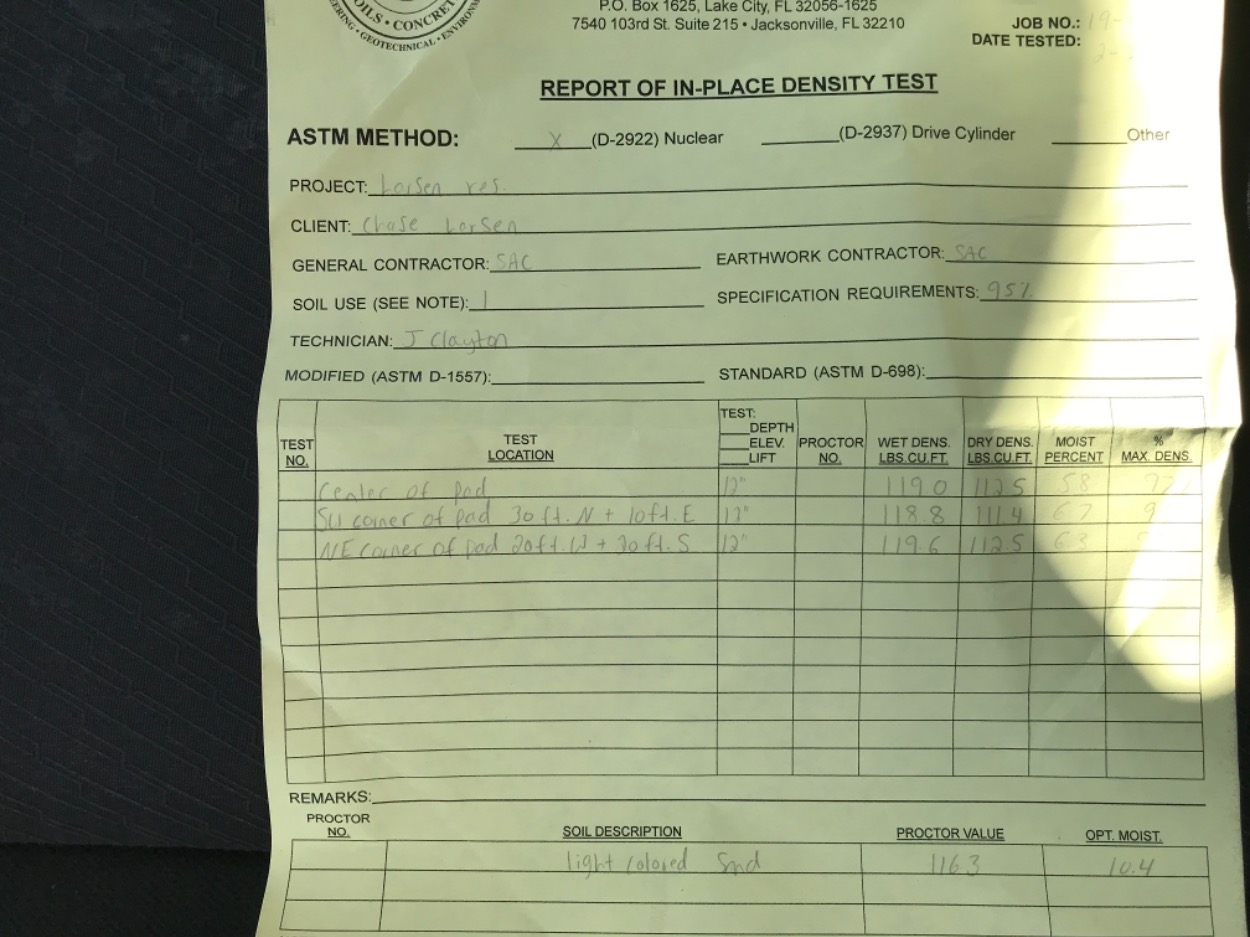 OILS • CONCRET
• GEOTECHNICAL • ENVIRONM
P.O. Box 1625, Lake City, FL 32056-1625
7540 103rd St. Suite 215 • Jacksonville, FL 32210
JOB NO.: 19-
DATE TESTED:
REPORT OF IN-PLACE DENSITY TEST
ASTM METHOD: X (D-2922) Nuclear (D-2937) Drive Cylinder Other
PROJECT: Larsen res.
CLIENT: Chase Larsen
GENERAL CONTRACTOR: SAC EARTHWORK CONTRACTOR: SAC
SOIL USE (SEE NOTE): 1 SPECIFICATION REQUIREMENTS: 95%
TECHNICIAN: J Clayton
MODIFIED (ASTM D-1557): STANDARD (ASTM D-698):
TEST NO. TEST LOCATION TEST: DEPTH ELEV. LIFT PROCTOR NO. WET DENS. LBS.CU.FT. DRY DENS. LBS.CU.FT. MOIST PERCENT % MAX. DENS.
Center of pad 12" 119.0 112.5 5.8
SW corner of pad 30 ft. N + 10 ft. E 12" 118.8 111.4 6.7
NE corner of pad 20 ft. W + 30 ft. S 12" 119.6 112.5 6.3
REMARKS:
PROCTOR NO. SOIL DESCRIPTION PROCTOR VALUE OPT. MOIST.
light colored Snd 116.3 10.4